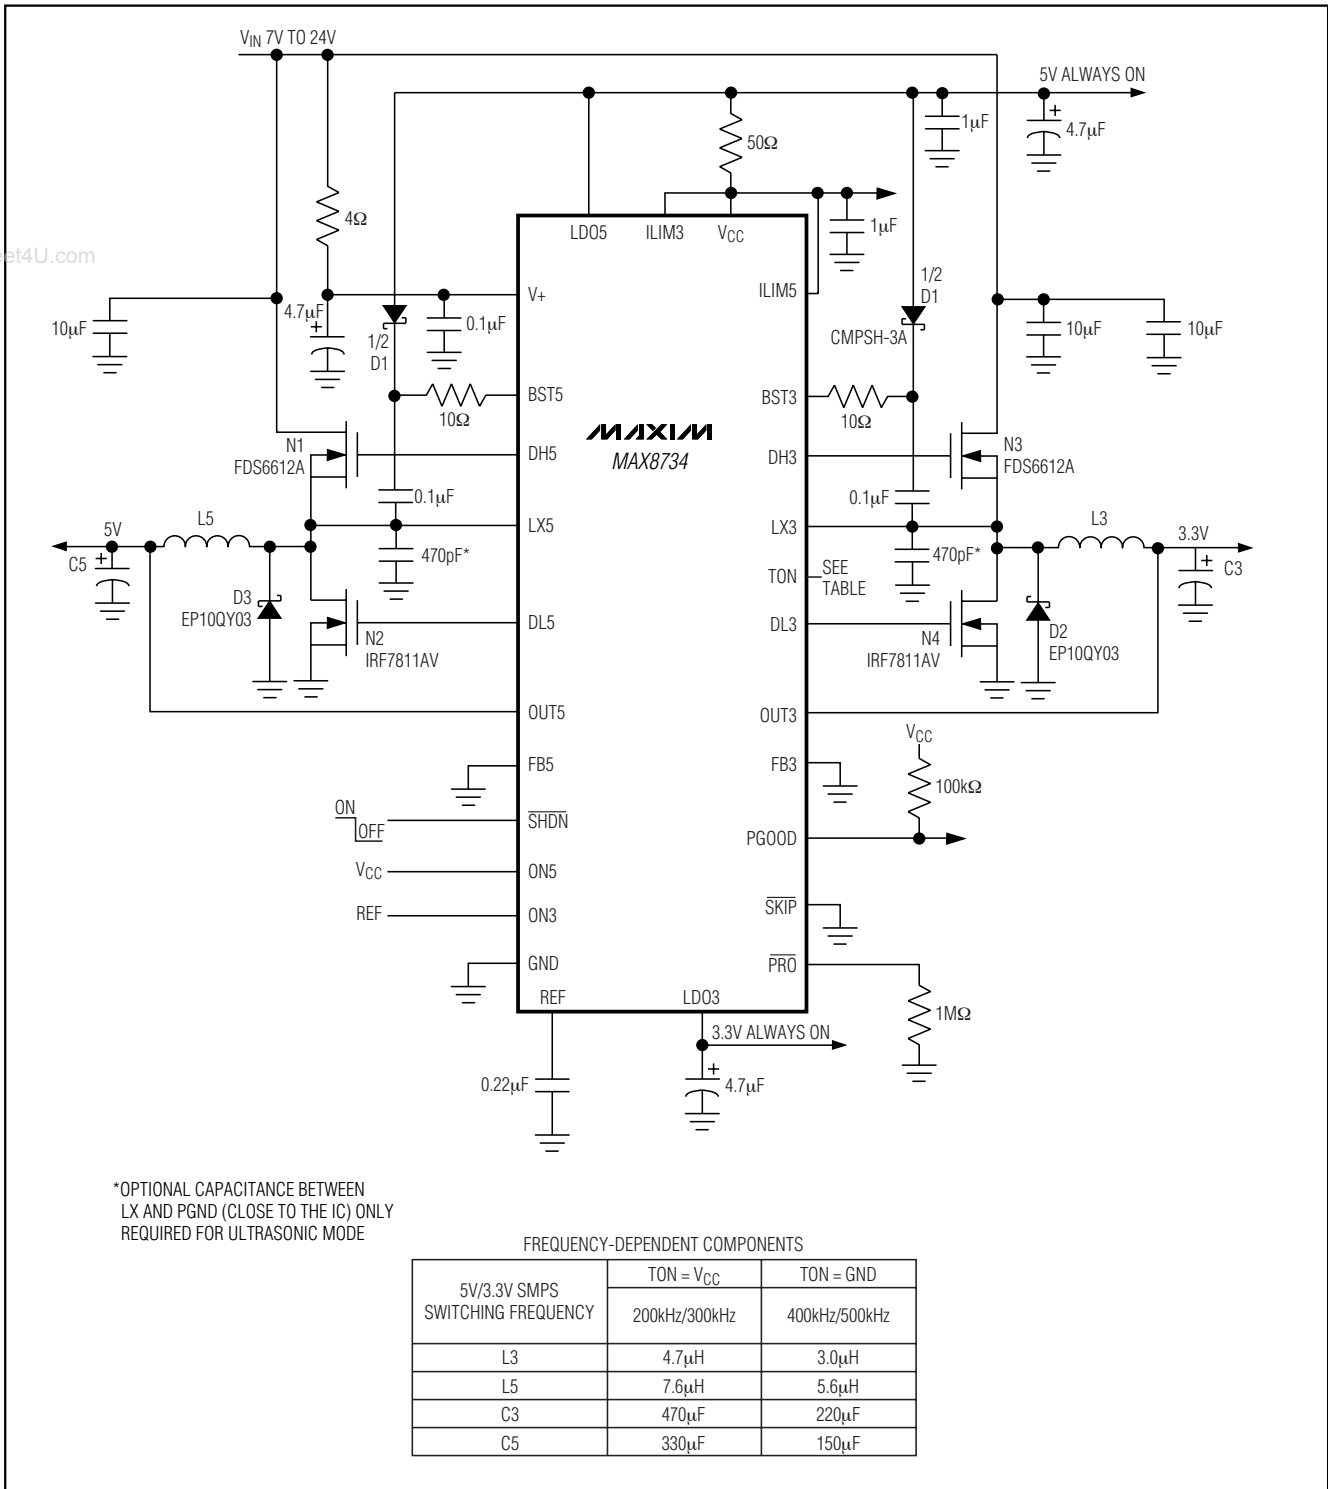 V_IN 7V TO 24V
5V ALWAYS ON
1µF
4.7µF
50Ω
4Ω
1µF
LDO5
ILIM3
V_CC
et4U.com
V+
ILIM5
1/2
D1
CMPSH-3A
10µF
4.7µF
0.1µF
1/2
D1
10µF
10µF
BST5
10Ω
BST3
10Ω
MAXIM
MAX8734
N1
FDS6612A
DH5
DH3
N3
FDS6612A
0.1µF
0.1µF
LX5
LX3
5V
L5
L3
3.3V
C5
470pF*
470pF*
C3
TON
SEE
TABLE
D3
EP10QY03
N2
IRF7811AV
DL5
DL3
N4
IRF7811AV
D2
EP10QY03
OUT5
OUT3
FB5
FB3
V_CC
100kΩ
ON
OFF
SHDN
PGOOD
V_CC
ON5
REF
ON3
SKIP
GND
PRO
REF
LDO3
1MΩ
3.3V ALWAYS ON
0.22µF
4.7µF
*OPTIONAL CAPACITANCE BETWEEN
LX AND PGND (CLOSE TO THE IC) ONLY
REQUIRED FOR ULTRASONIC MODE
FREQUENCY-DEPENDENT COMPONENTS
5V/3.3V SMPS
SWITCHING FREQUENCY
TON = V_CC
TON = GND
200kHz/300kHz
400kHz/500kHz
L3 4.7µH 3.0µH
L5 7.6µH 5.6µH
C3 470µF 220µF
C5 330µF 150µF